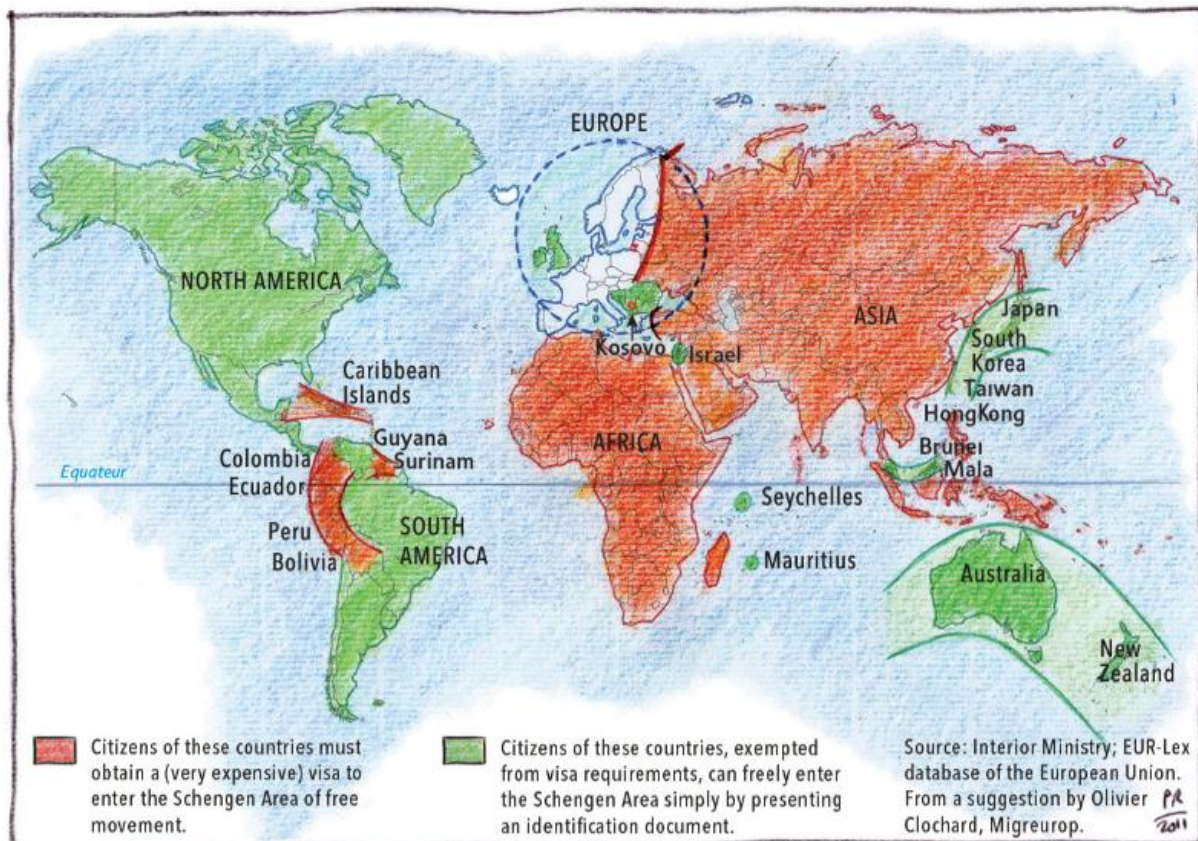 EUROPE
NORTH AMERICA
ASIA
Japan
South
Korea
Taiwan
HongKong
Kosovo
Israel
Caribbean
Islands
Guyana
Surinam
AFRICA
Brunei
Mala
Colombia
Equateur
Ecuador
Seychelles
Peru
SOUTH
AMERICA
Bolivia
Mauritius
Australia
New
Zealand
Citizens of these countries must
obtain a (very expensive) visa to
enter the Schengen Area of free
movement.
Citizens of these countries, exempted
from visa requirements, can freely enter
the Schengen Area simply by presenting
an identification document.
Source: Interior Ministry; EUR-Lex
database of the European Union.
From a suggestion by Olivier
Clochard, Migreurop.
PR
2011